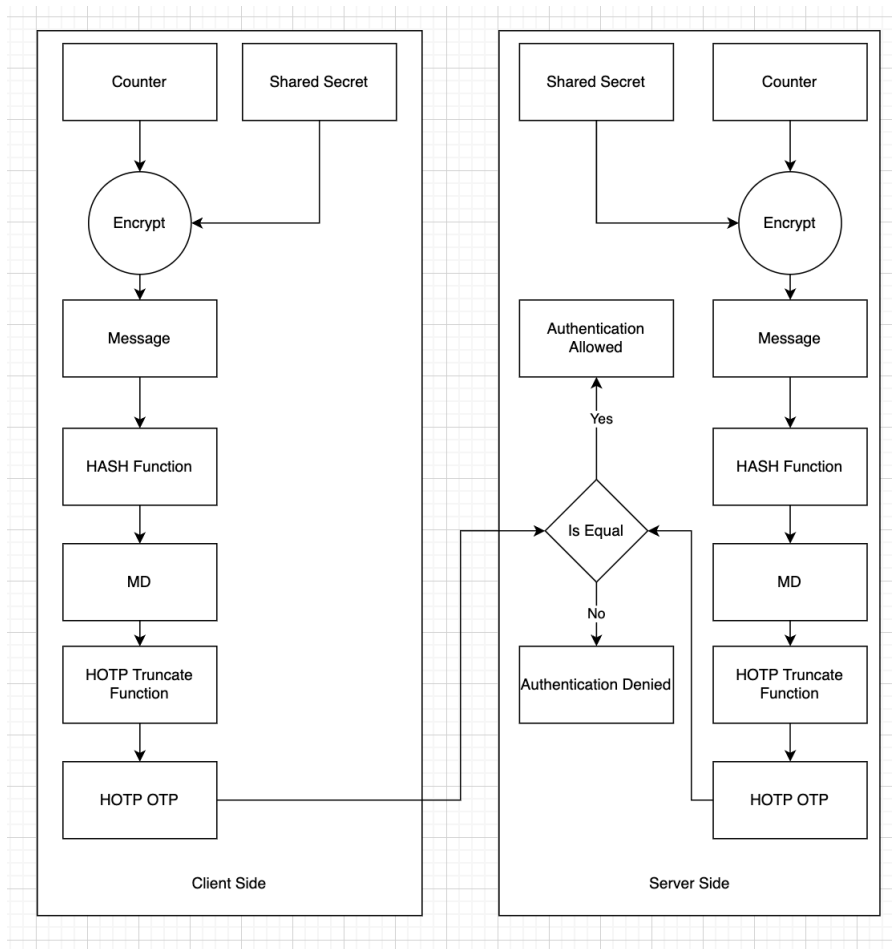 Counter
Shared Secret
Encrypt
Message
HASH Function
MD
HOTP Truncate
Function
HOTP OTP
Client Side
Shared Secret
Counter
Encrypt
Authentication
Allowed
Message
Yes
HASH Function
Is Equal
MD
No
Authentication Denied
HOTP Truncate
Function
HOTP OTP
Server Side